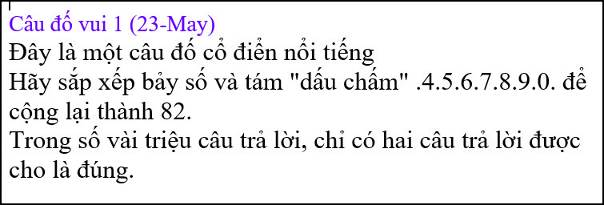 Câu đố vui 1 (23-May)
Đây là một câu đố cổ điển nổi tiếng
Hãy sắp xếp bảy số và tám "dấu chấm" .4.5.6.7.8.9.0. để
cộng lại thành 82.
Trong số vài triệu câu trả lời, chỉ có hai câu trả lời được
cho là đúng.